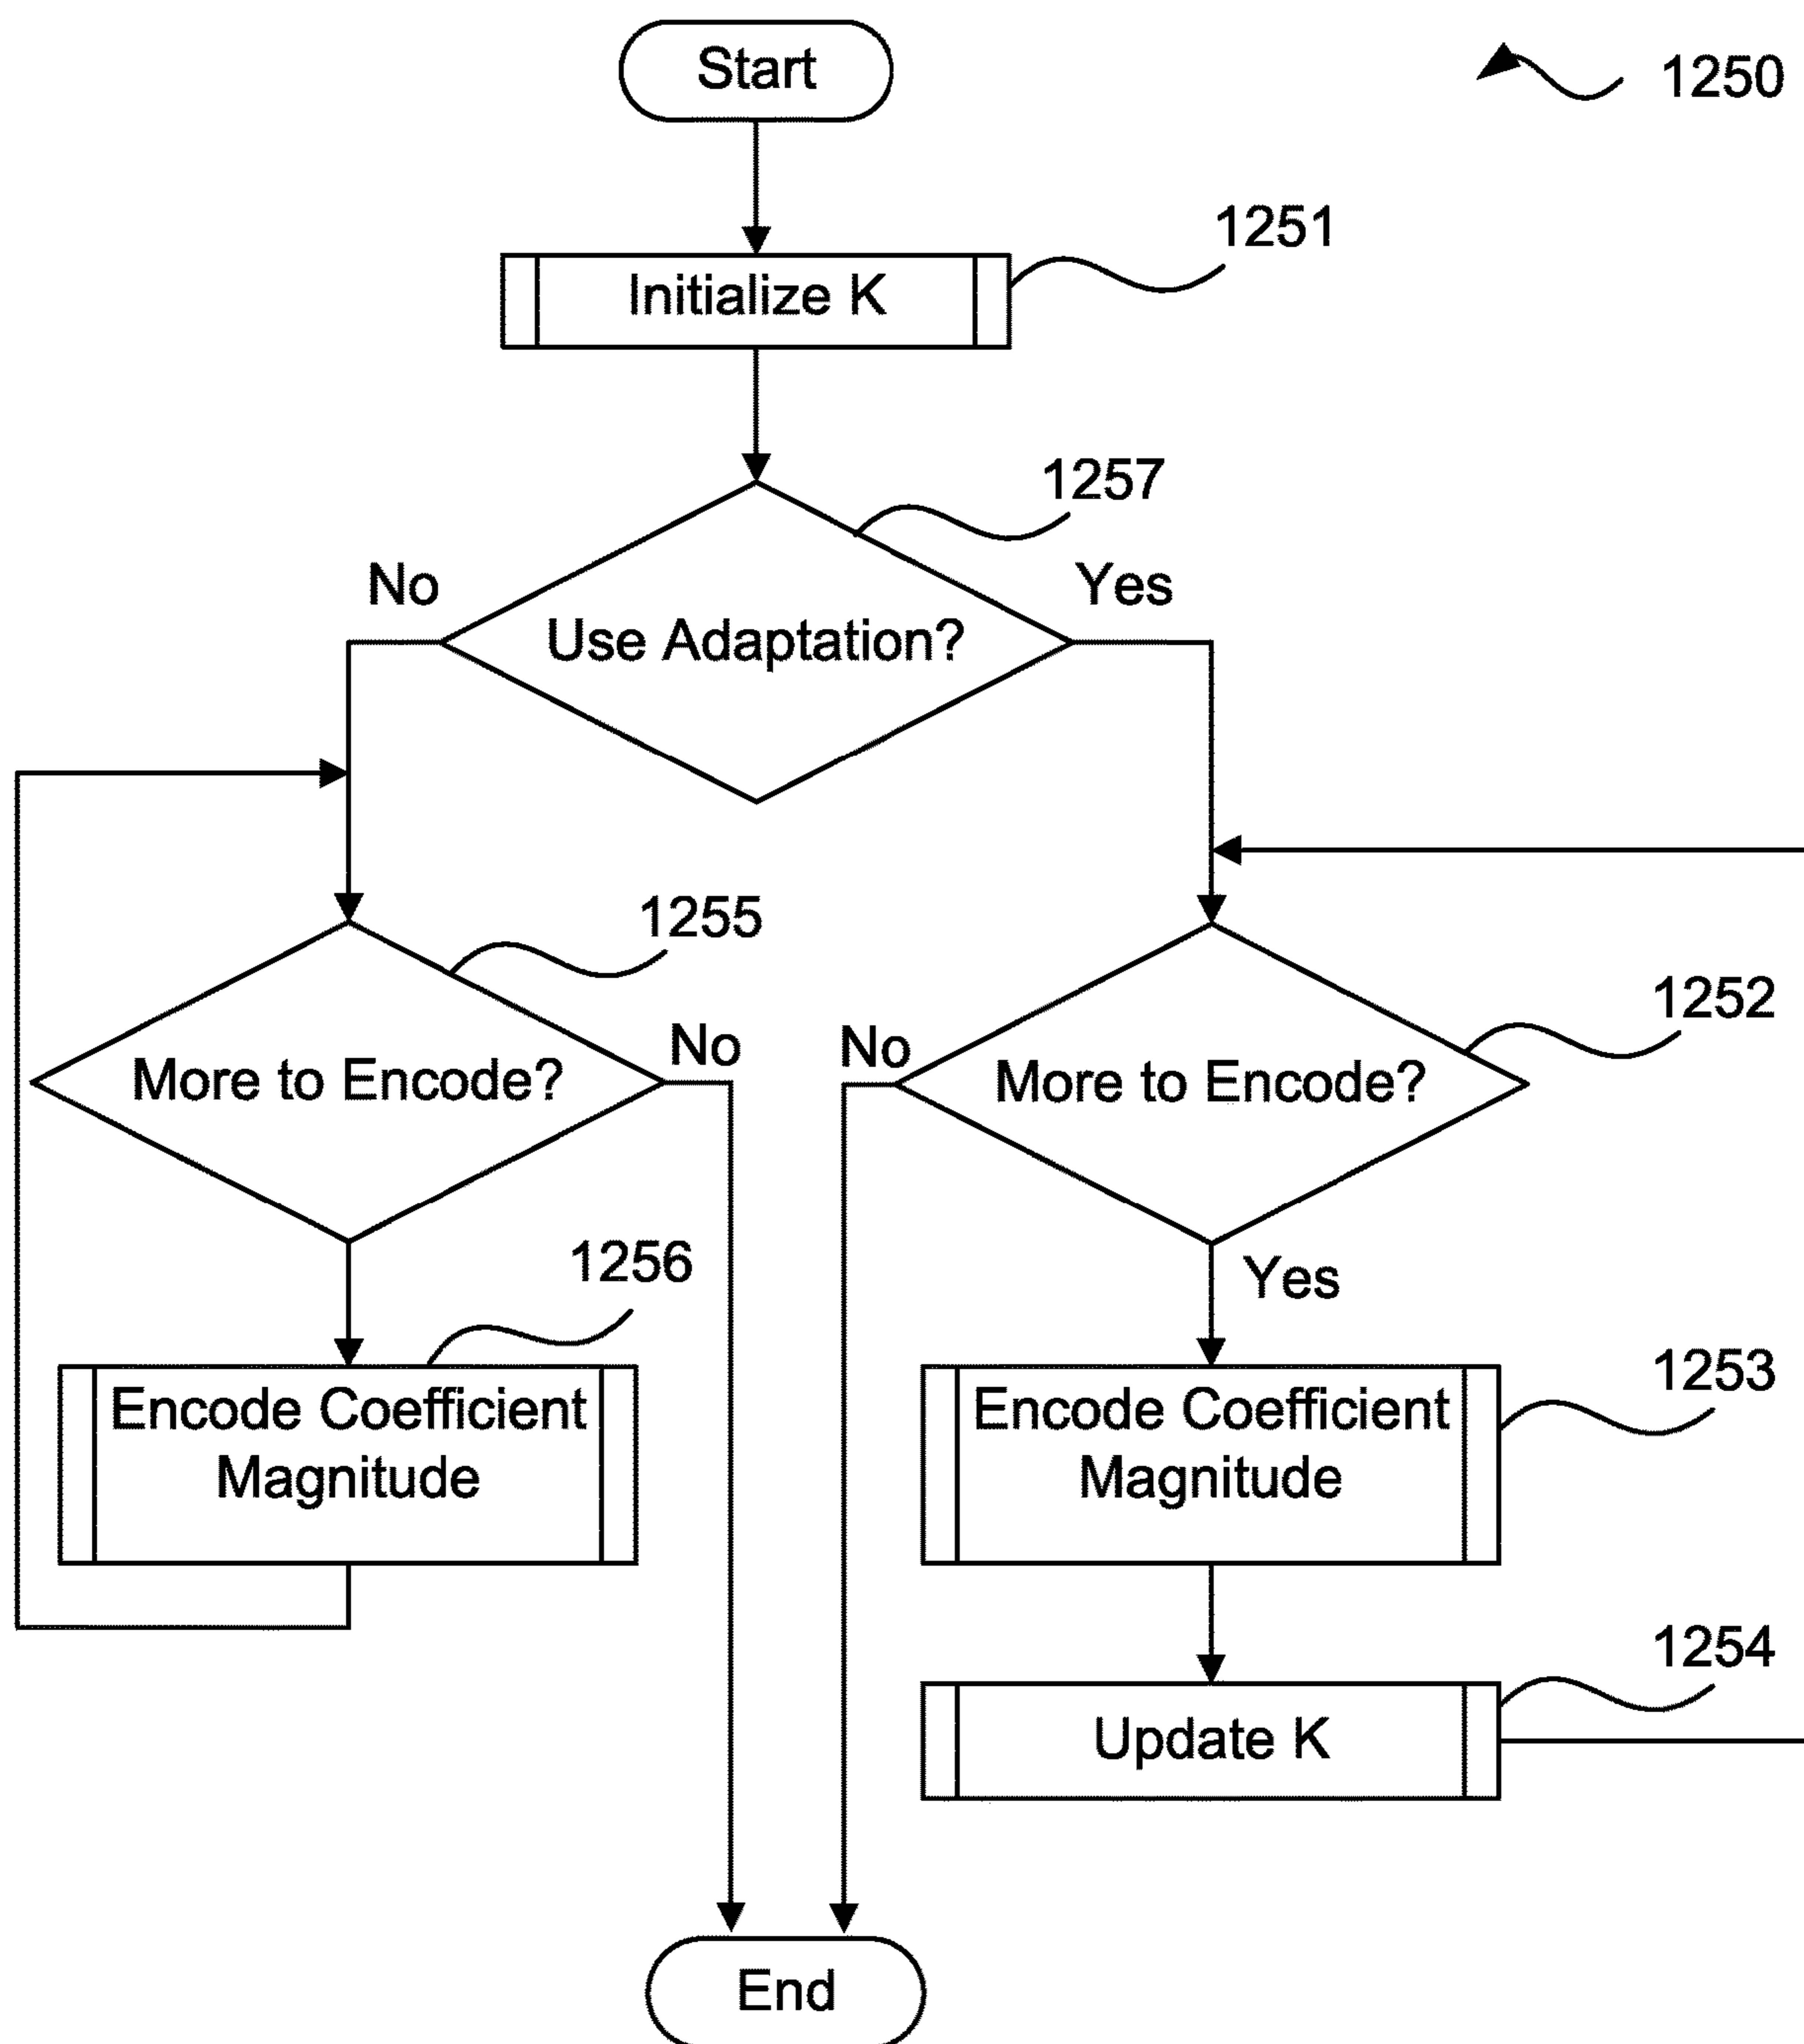 Start
1250
1251
Initialize K
1257
No
Yes
Use Adaptation?
1255
1252
No
No
More to Encode?
More to Encode?
1256
Yes
Encode Coefficient
Magnitude
1253
Encode Coefficient
Magnitude
1254
Update K
End